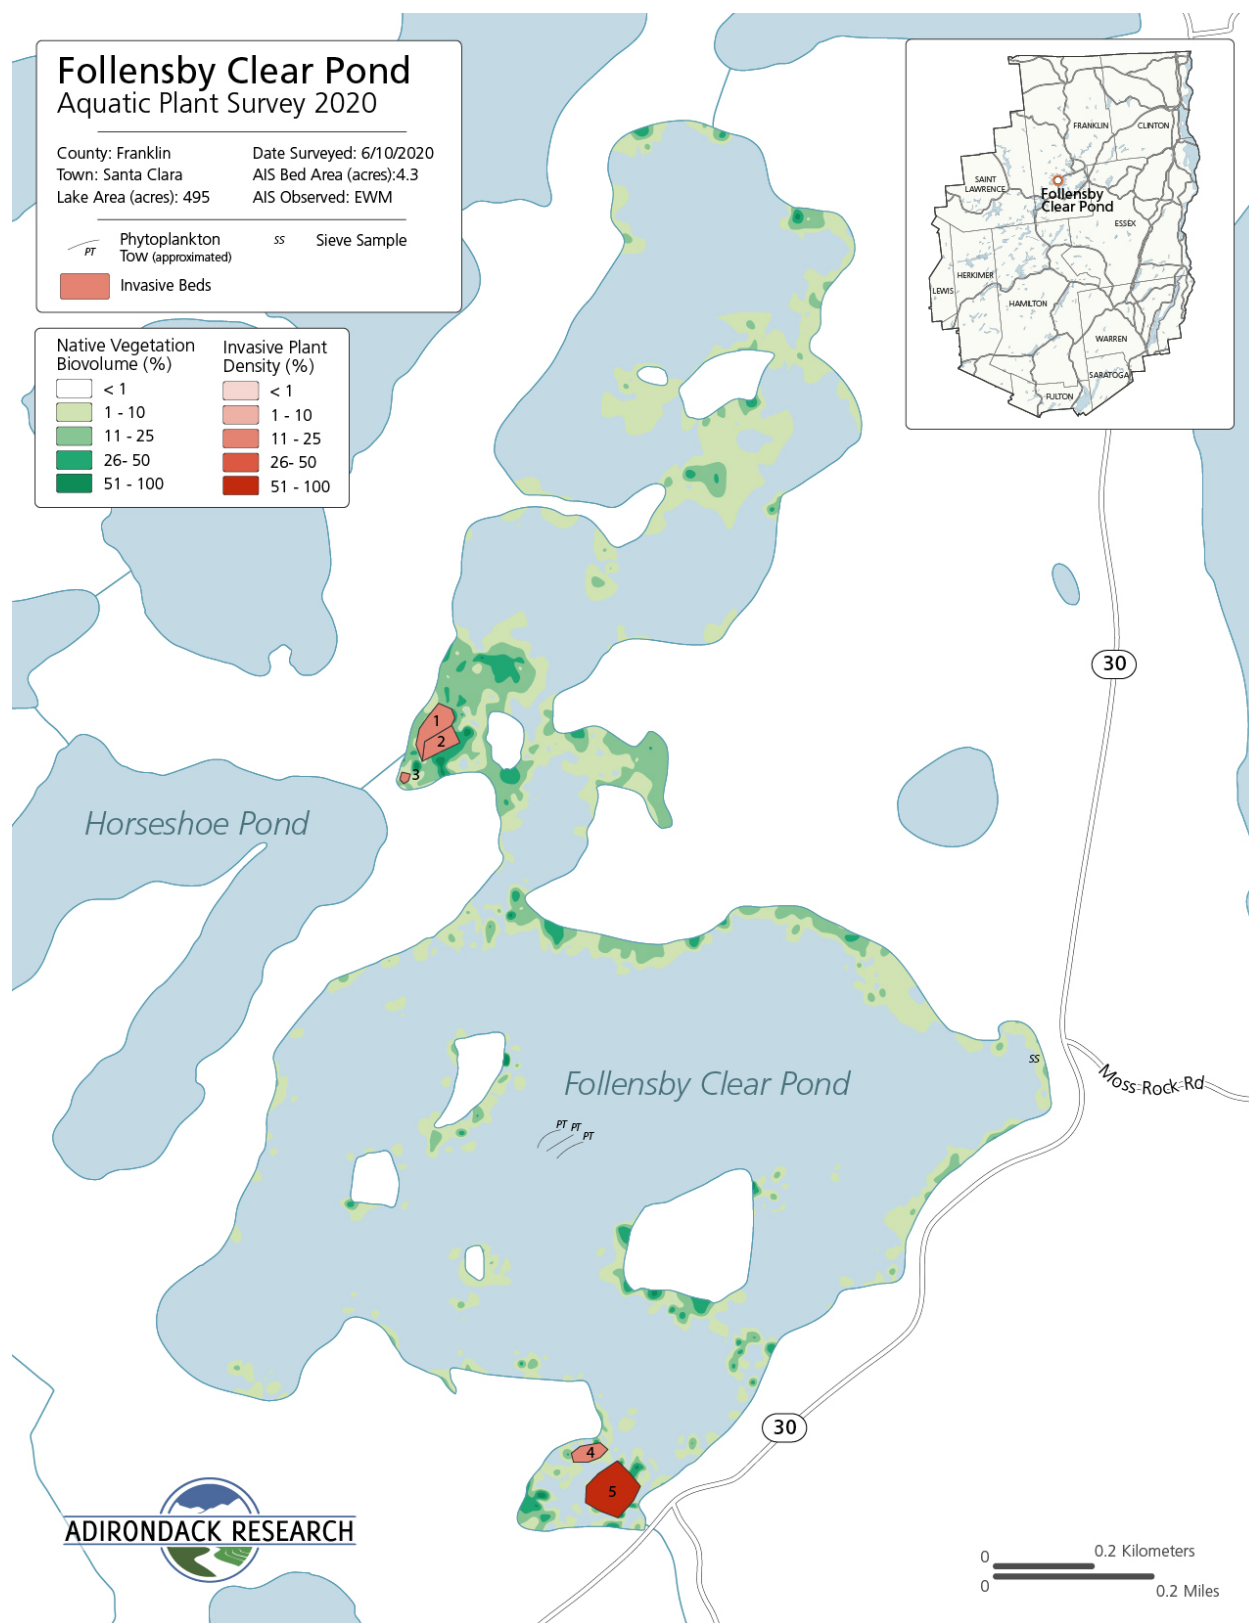 Follensby Clear Pond
Aquatic Plant Survey 2020
County: Franklin
Town: Santa Clara
Lake Area (acres): 495
Date Surveyed: 6/10/2020
AIS Bed Area (acres):4.3
AIS Observed: EWM
PT
Phytoplankton
Tow (approximated)
SS
Sieve Sample
Invasive Beds
Native Vegetation
Biovolume (%)
< 1
1 - 10
11 - 25
26- 50
51 - 100
Invasive Plant
Density (%)
< 1
1 - 10
11 - 25
26- 50
51 - 100
FRANKLIN
CLINTON
SAINT
LAWRENCE
Follensby
Clear Pond
ESSEX
HERKIMER
LEWIS
HAMILTON
WARREN
SARATOGA
FULTON
30
1
2
3
Horseshoe Pond
SS
Moss Rock Rd
Follensby Clear Pond
PT
PT
PT
30
4
5
ADIRONDACK RESEARCH
0
0.2 Kilometers
0
0.2 Miles